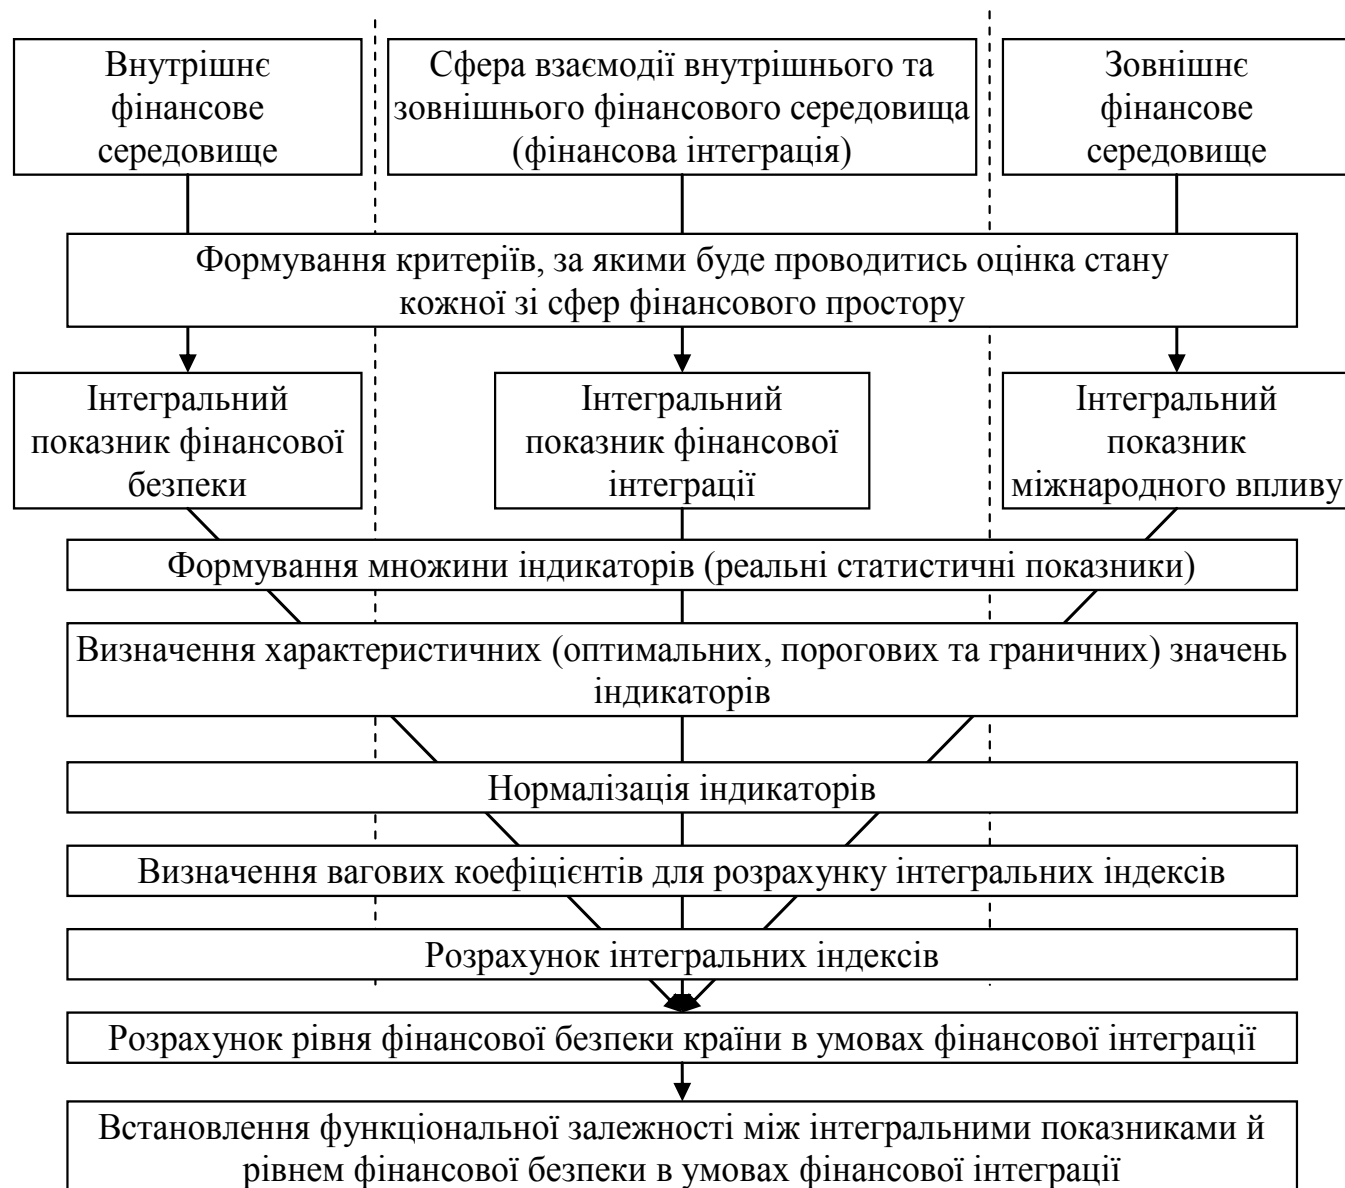 Внутрішнє
фінансове
середовище
Сфера взаємодії внутрішнього та
зовнішнього фінансового середовища
(фінансова інтеграція)
Зовнішнє
фінансове
середовище
Формування критеріїв, за якими буде проводитись оцінка стану
кожної зі сфер фінансового простору
Інтегральний
показник фінансової
безпеки
Інтегральний
показник фінансової
інтеграції
Інтегральний
показник
міжнародного впливу
Формування множини індикаторів (реальні статистичні показники)
Визначення характеристичних (оптимальних, порогових та граничних) значень
індикаторів
Нормалізація індикаторів
Визначення вагових коефіцієнтів для розрахунку інтегральних індексів
Розрахунок інтегральних індексів
Розрахунок рівня фінансової безпеки країни в умовах фінансової інтеграції
Встановлення функціональної залежності між інтегральними показниками й
рівнем фінансової безпеки в умовах фінансової інтеграції